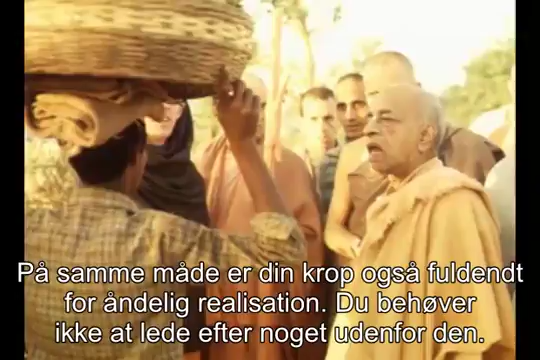 På samme måde er din krop også fuldendt
for åndelig realisation. Du behøver
ikke at lede efter noget udenfor den.